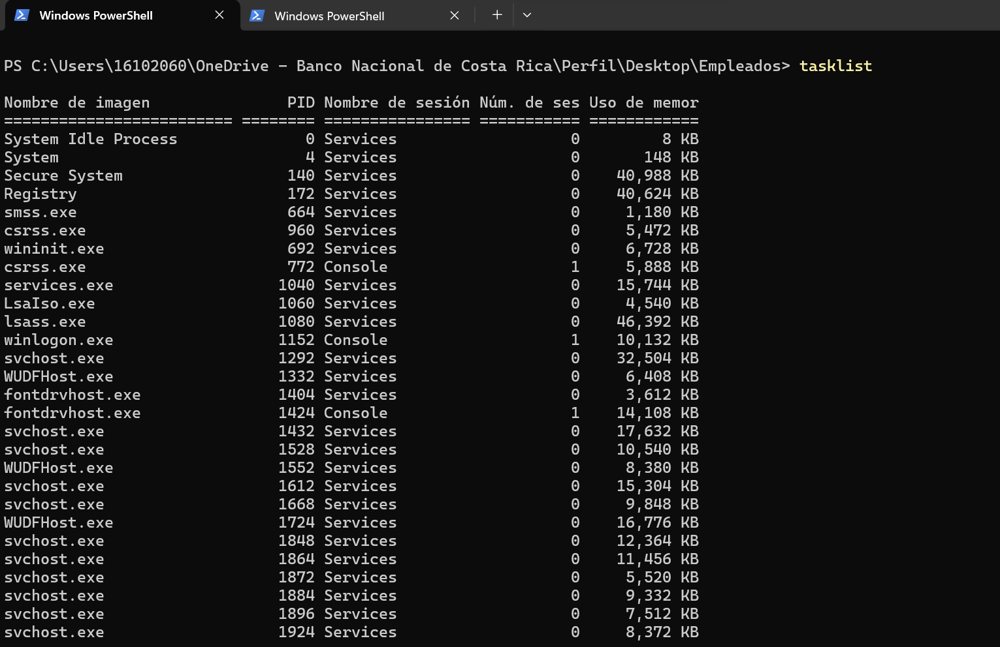 Windows PowerShell Windows PowerShell
PS C:\Users\16102060\OneDrive - Banco Nacional de Costa Rica\Perfil\Desktop\Empleados> tasklist
Nombre de imagen                PID Nombre de sesión Núm. de ses Uso de memor
========================= ======== ================ =========== ============
System Idle Process               0 Services                   0         8 KB
System                            4 Services                   0       148 KB
Secure System                   140 Services                   0    40,988 KB
Registry                        172 Services                   0    40,624 KB
smss.exe                        664 Services                   0     1,180 KB
csrss.exe                       960 Services                   0     5,472 KB
wininit.exe                     692 Services                   0     6,728 KB
csrss.exe                       772 Console                    1     5,888 KB
services.exe                   1040 Services                   0    15,744 KB
LsaIso.exe                     1060 Services                   0     4,540 KB
lsass.exe                      1080 Services                   0    46,392 KB
winlogon.exe                   1152 Console                    1    10,132 KB
svchost.exe                    1292 Services                   0    32,504 KB
WUDFHost.exe                   1332 Services                   0     6,408 KB
fontdrvhost.exe                1404 Services                   0     3,612 KB
fontdrvhost.exe                1424 Console                    1    14,108 KB
svchost.exe                    1432 Services                   0    17,632 KB
svchost.exe                    1528 Services                   0    10,540 KB
WUDFHost.exe                   1552 Services                   0     8,380 KB
svchost.exe                    1612 Services                   0    15,304 KB
svchost.exe                    1668 Services                   0     9,848 KB
WUDFHost.exe                   1724 Services                   0    16,776 KB
svchost.exe                    1848 Services                   0    12,364 KB
svchost.exe                    1864 Services                   0    11,456 KB
svchost.exe                    1872 Services                   0     5,520 KB
svchost.exe                    1884 Services                   0     9,332 KB
svchost.exe                    1896 Services                   0     7,512 KB
svchost.exe                    1924 Services                   0     8,372 KB